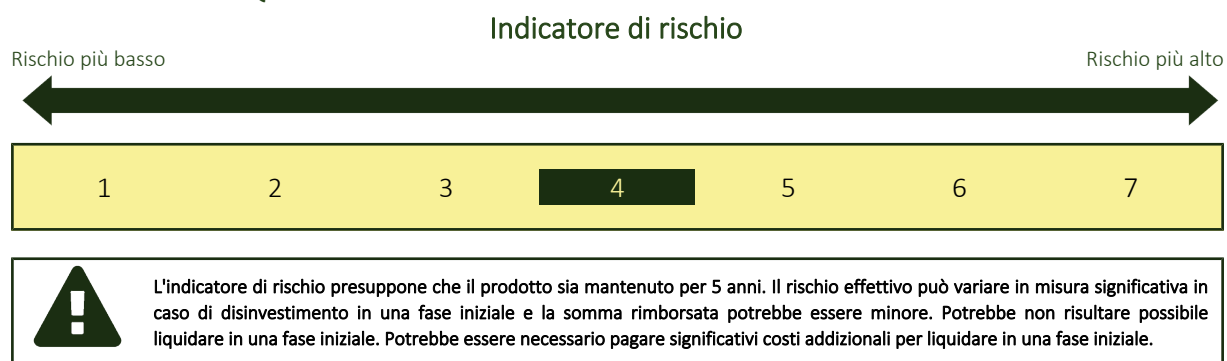 Indicatore di rischio
Rischio più basso
Rischio più alto
1 2 3 4 5 6 7
L'indicatore di rischio presuppone che il prodotto sia mantenuto per 5 anni. Il rischio effettivo può variare in misura significativa in
caso di disinvestimento in una fase iniziale e la somma rimborsata potrebbe essere minore. Potrebbe non risultare possibile
liquidare in una fase iniziale. Potrebbe essere necessario pagare significativi costi addizionali per liquidare in una fase iniziale.